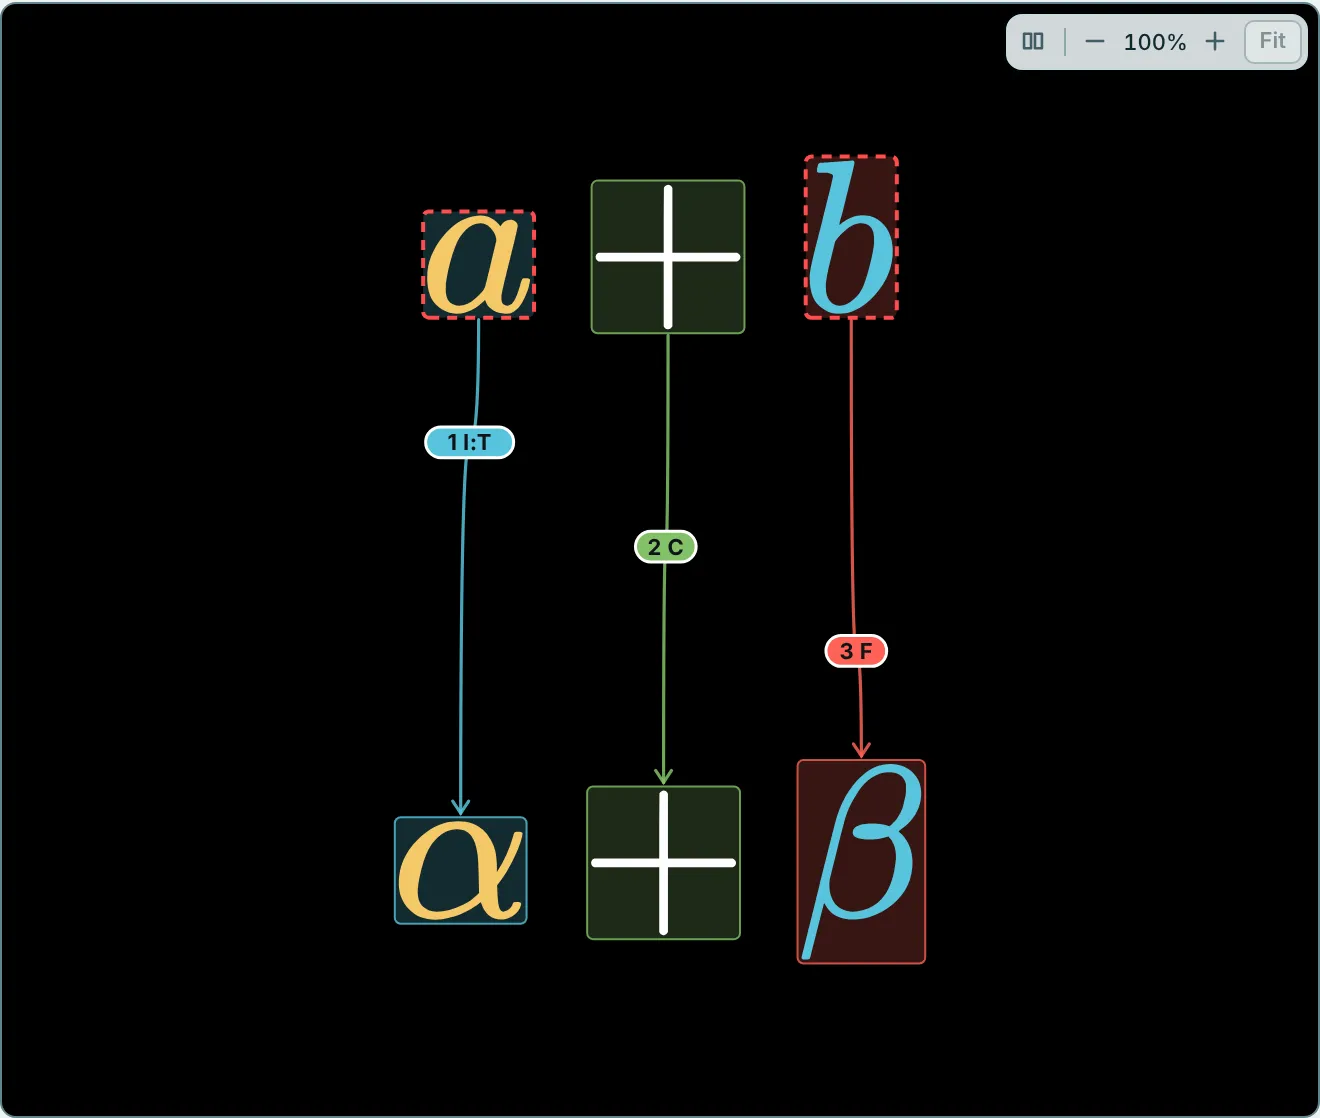 100% Fit
a + b
1 I:T
2 C
3 F
α + β